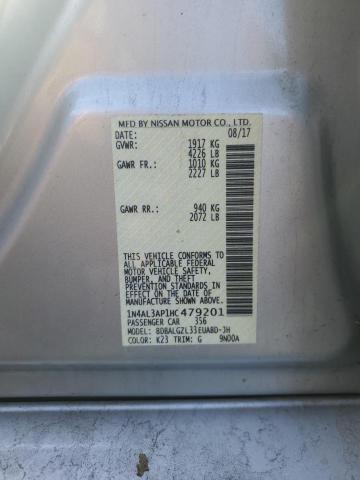 MFD BY NISSAN MOTOR CO., LTD.
DATE: 08/17
GVWR: 1917 KG
4226 LB
GAWR FR.: 1010 KG
2227 LB
GAWR RR.: 940 KG
2072 LB
THIS VEHICLE CONFORMS TO
ALL APPLICABLE FEDERAL
MOTOR VEHICLE SAFETY,
BUMPER, AND THEFT
PREVENTION STANDARDS
IN EFFECT ON THE DATE OF
MANUFACTURE SHOWN ABOVE.
1N4AL3AP1HC479201
PASSENGER CAR 356
MODEL: BDBALGZL33EUABD-JH
COLOR: K23 TRIM: G 9ND0A